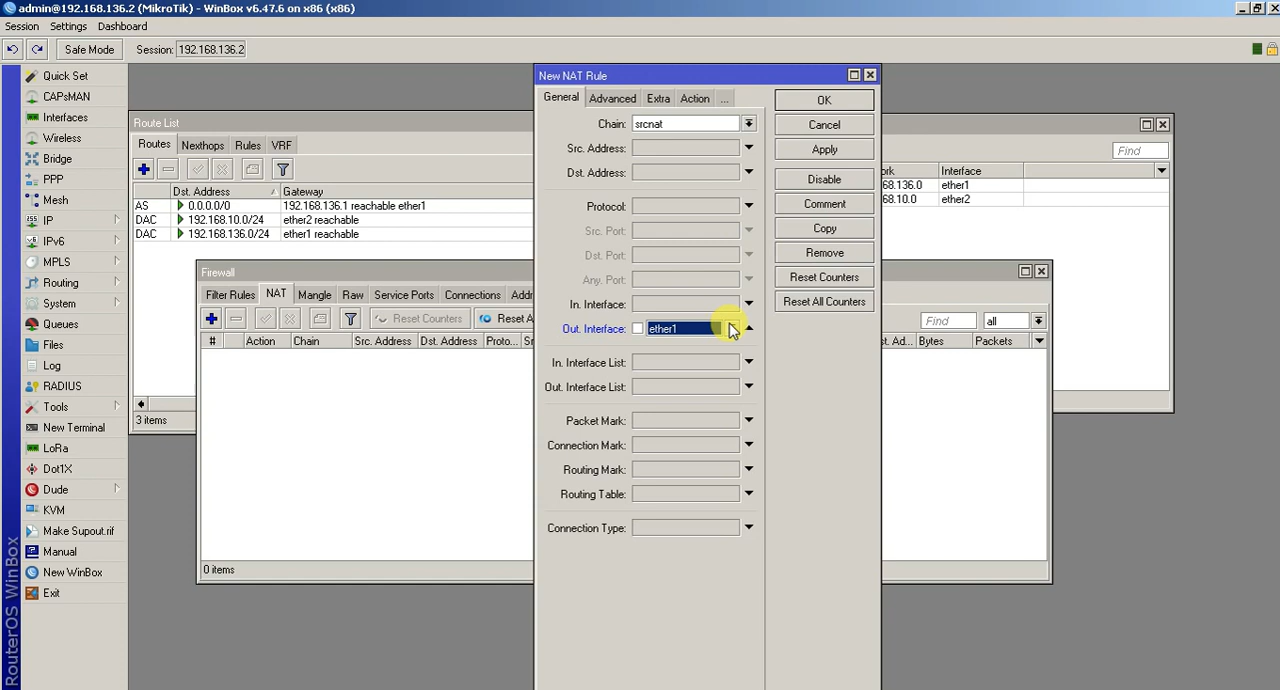 admin@192.168.136.2 (MikroTik) - WinBox v6.47.6 on x86 (x86)
Session Settings Dashboard
Safe Mode Session: 192.168.136.2
Quick Set
CAPsMAN
Interfaces
Wireless
Bridge
PPP
Mesh
IP
IPv6
MPLS
Routing
System
Queues
Files
Log
RADIUS
Tools
New Terminal
LoRa
Dot1X
Dude
KVM
Make Supout.rif
Manual
New WinBox
Exit
RouterOS WinBox
Route List
Routes Nexthops Rules VRF
Dst. Address Gateway
AS 0.0.0.0/0 192.168.136.1 reachable ether1
DAC 192.168.10.0/24 ether2 reachable
DAC 192.168.136.0/24 ether1 reachable
3 items
Firewall
Filter Rules NAT Mangle Raw Service Ports Connections Addr
Reset Counters Reset A
# Action Chain Src. Address Dst. Address Proto... Sr
0 items
New NAT Rule
General Advanced Extra Action ...
Chain: srcnat
Src. Address:
Dst. Address:
Protocol:
Src. Port:
Dst. Port:
Any. Port:
In. Interface:
Out. Interface: ether1
In. Interface List:
Out. Interface List:
Packet Mark:
Connection Mark:
Routing Mark:
Routing Table:
Connection Type:
OK
Cancel
Apply
Disable
Comment
Copy
Remove
Reset Counters
Reset All Counters
Find
ork Interface
68.136.0 ether1
68.10.0 ether2
Find all
st. Ad... Bytes Packets